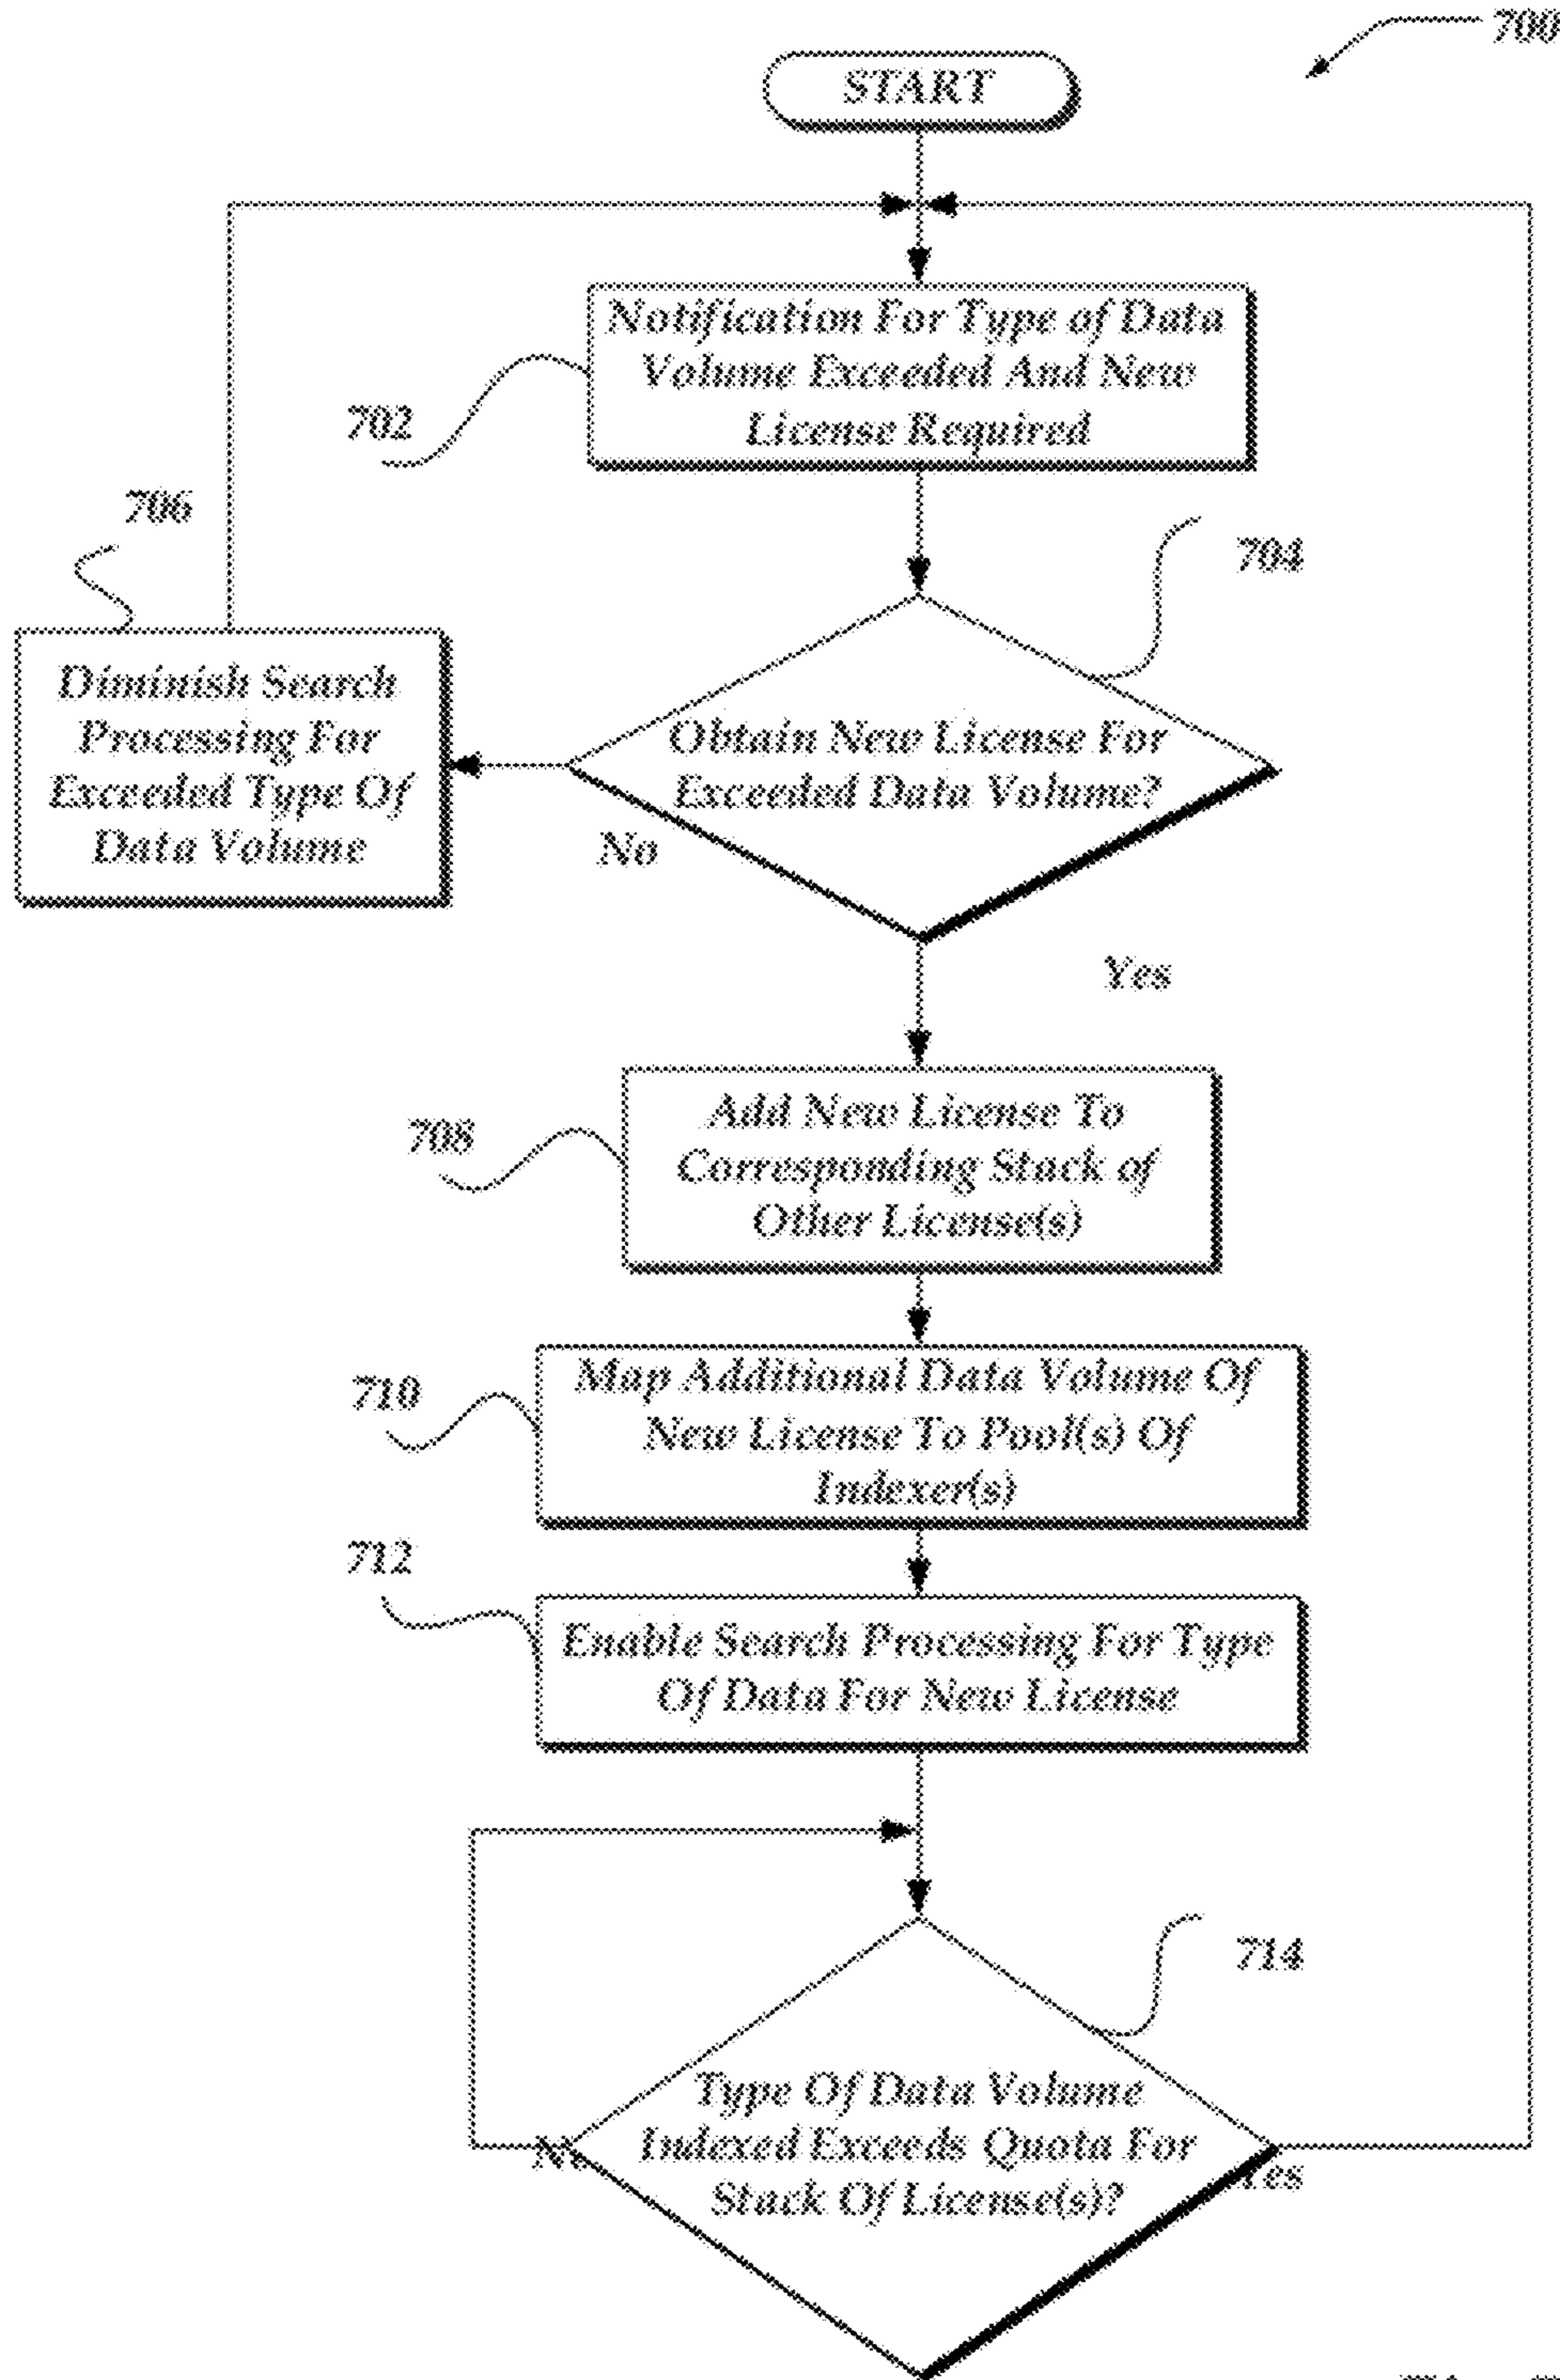 700
START
Notification For Type of Data
Volume Exceeded And New
License Required
702
706
704
Diminish Search
Processing For
Exceeded Type Of
Data Volume
Obtain New License For
Exceeded Data Volume?
No
Yes
Add New License To
Corresponding Stack of
Other License(s)
708
Map Additional Data Volume Of
New License To Pool(s) Of
Indexer(s)
710
712
Enable Search Processing For Type
Of Data For New License
714
Type Of Data Volume
Indexed Exceeds Quota For
Stack Of License(s)?
No
Yes